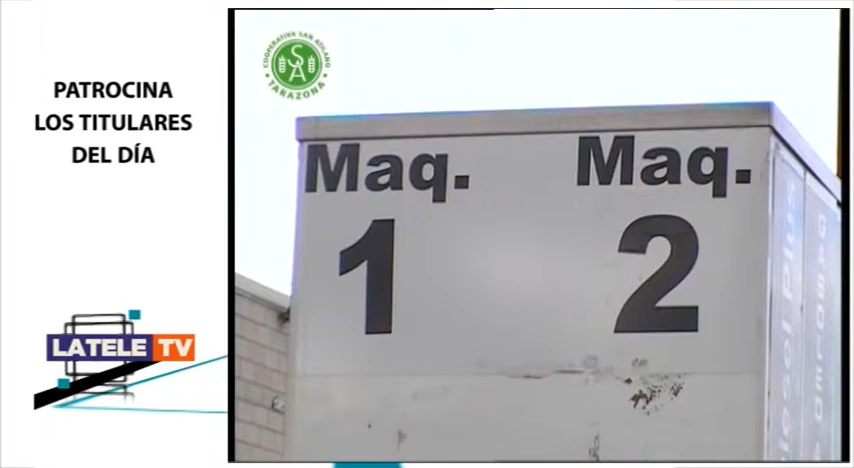 PATROCINA
LOS TITULARES
DEL DÍA
LATELE TV
COOPERATIVA SAN ATILANO
SA
TARAZONA
Maq.
1
Maq.
2